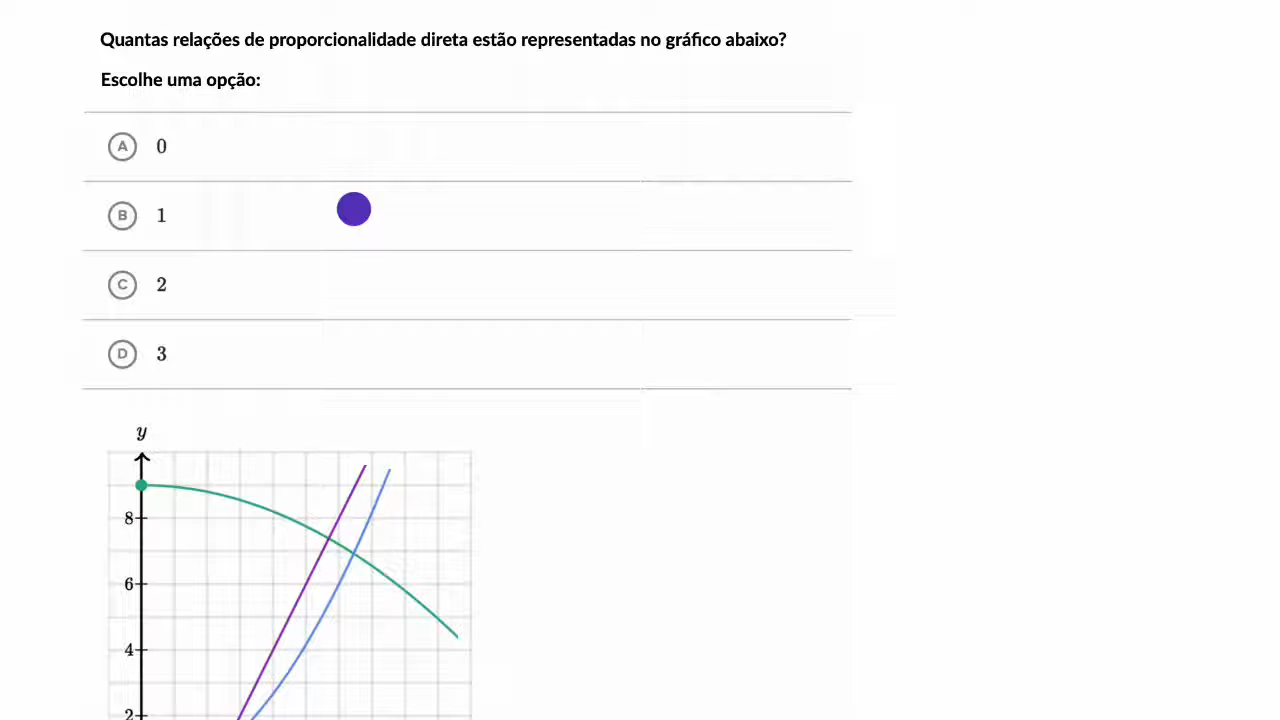 Quantas relações de proporcionalidade direta estão representadas no gráfico abaixo?
Escolhe uma opção:
A 0
B 1
C 2
D 3
y
8
6
4
2